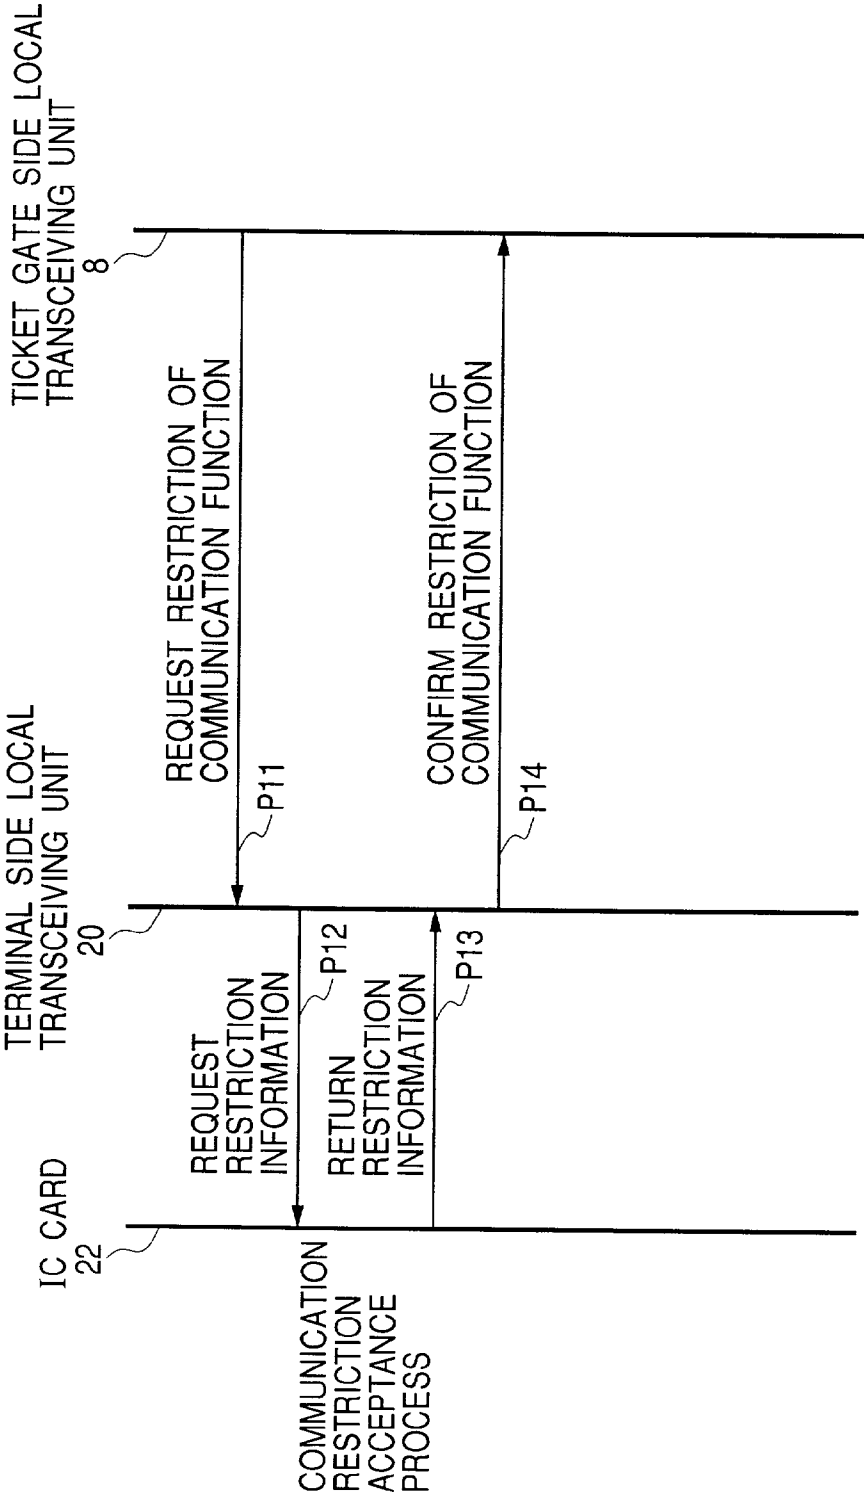 IC CARD
22
TERMINAL SIDE LOCAL
TRANSCEIVING UNIT
20
TICKET GATE SIDE LOCAL
TRANSCEIVING UNIT
8
REQUEST RESTRICTION OF
COMMUNICATION FUNCTION
P11
REQUEST
RESTRICTION
INFORMATION
P12
COMMUNICATION
RESTRICTION
ACCEPTANCE
PROCESS
RETURN
RESTRICTION
INFORMATION
P13
CONFIRM RESTRICTION OF
COMMUNICATION FUNCTION
P14